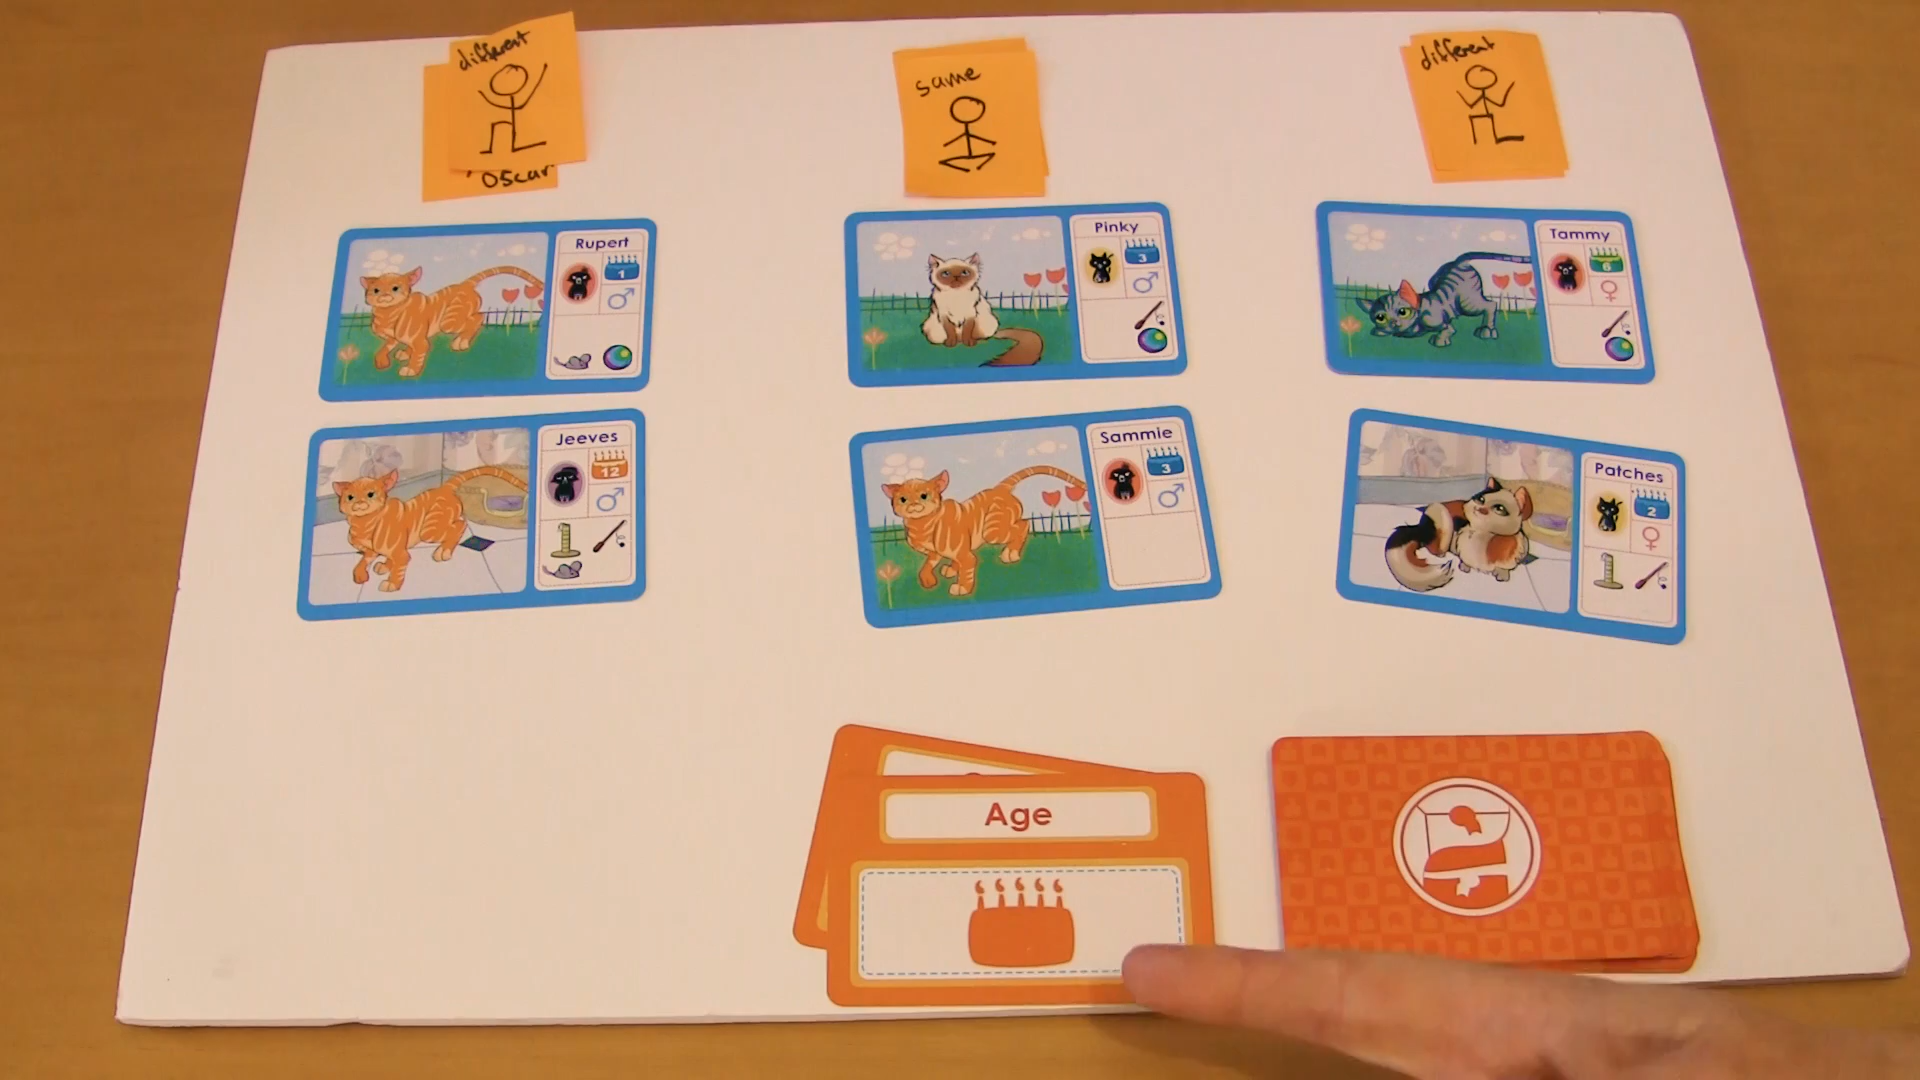 different
'Oscar
same
different
Rupert
1
Pinky
3
Tammy
6
Jeeves
12
Sammie
3
Patches
2
Age